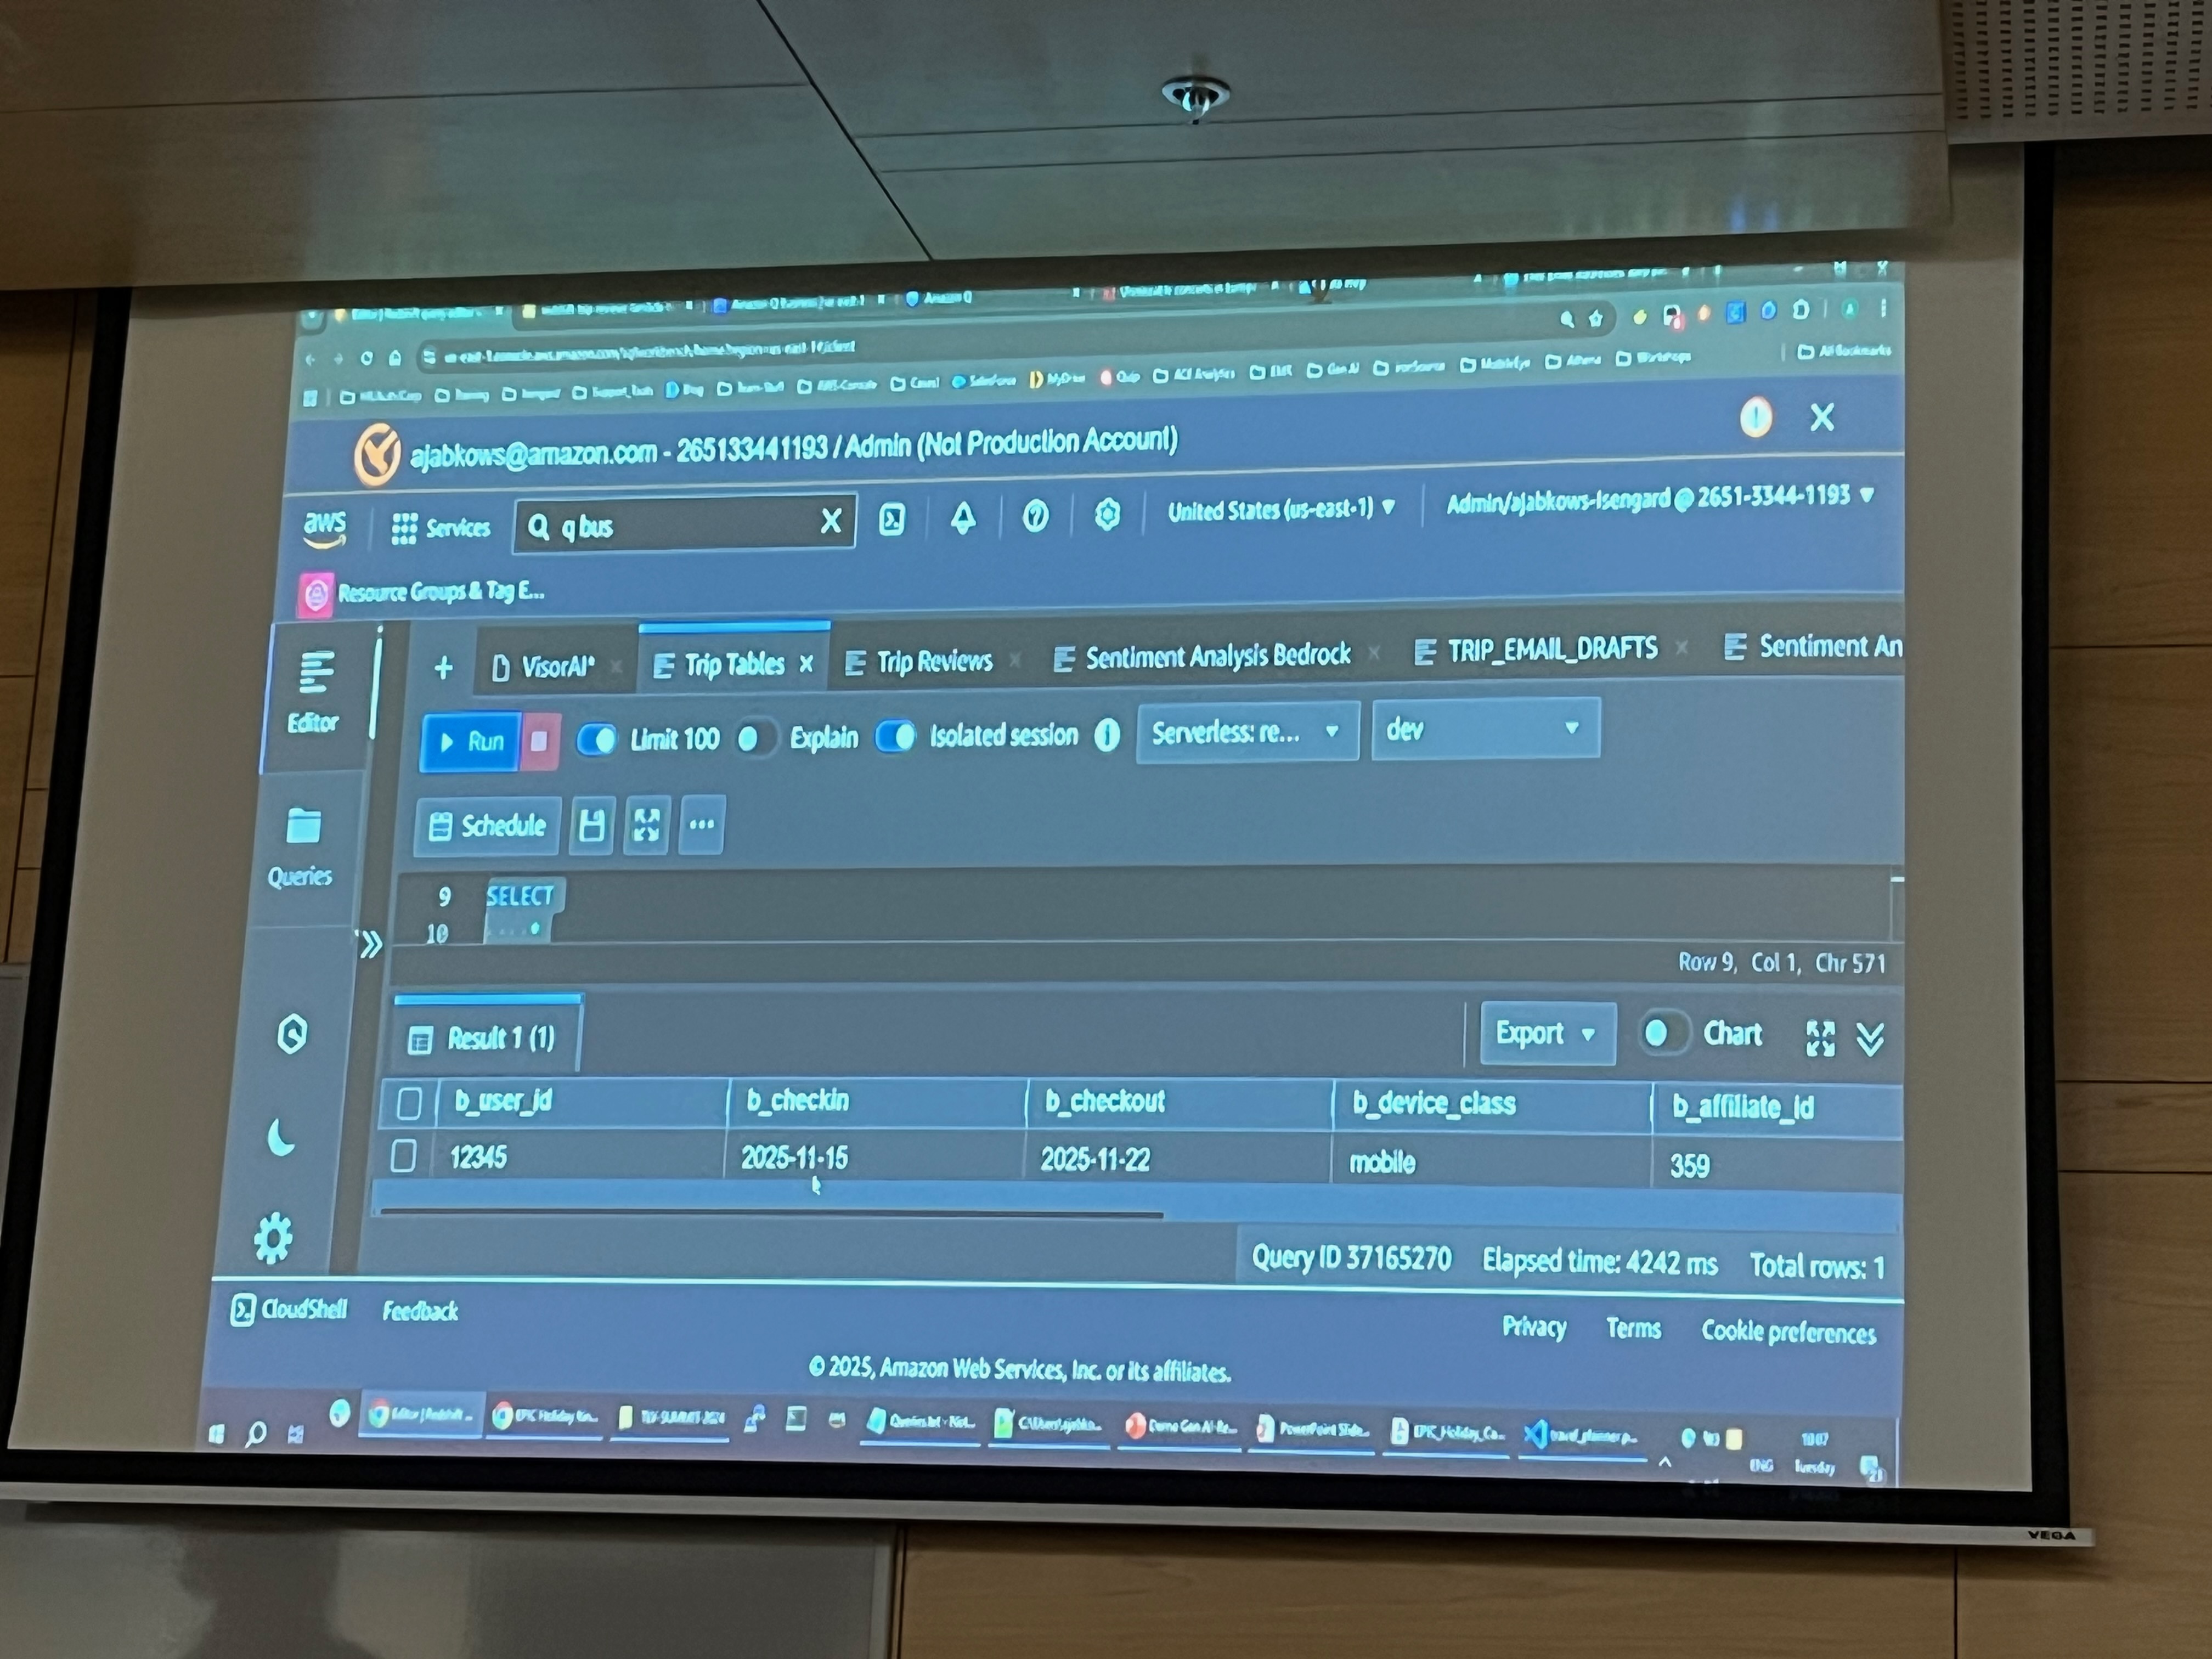 Amazon Q
All Bookmarks
ajabkows@amazon.com - 265133441193 / Admin (Not Production Account)
aws Services q bus United States (us-east-1) Admin/ajabkows-Isengard @ 2651-3344-1193
Resource Groups & Tag E...
VisorAI* Trip Tables Trip Reviews Sentiment Analysis Bedrock TRIP_EMAIL_DRAFTS Sentiment An
Editor
Run Limit 100 Explain Isolated session Serverless: re... dev
Schedule
Queries
9 SELECT
10
Row 9, Col 1, Chr 571
Result 1 (1) Export Chart
b_user_id b_checkin b_checkout b_device_class b_affiliate_id
12345 2025-11-15 2025-11-22 mobile 359
Query ID 37165270 Elapsed time: 4242 ms Total rows: 1
CloudShell Feedback Privacy Terms Cookie preferences
© 2025, Amazon Web Services, Inc. or its affiliates.
ENG Tuesday
VEGA